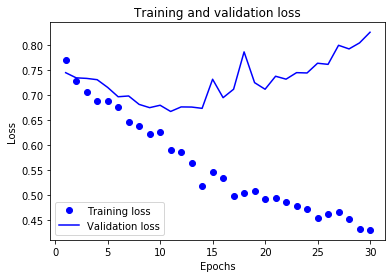 Training and validation loss
0.80
0.75
0.70
0.65
0.60
0.55
0.50
0.45
Loss
Training loss
Validation loss
0 5 10 15 20 25 30
Epochs